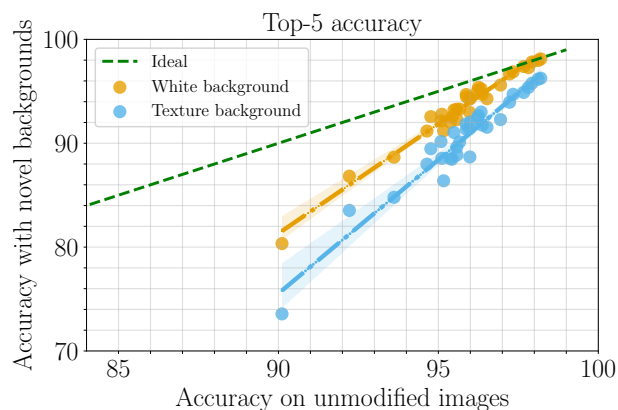 Top-5 accuracy
Accuracy with novel backgrounds
100
90
80
70
Ideal
White background
Texture background
85 90 95 100
Accuracy on unmodified images